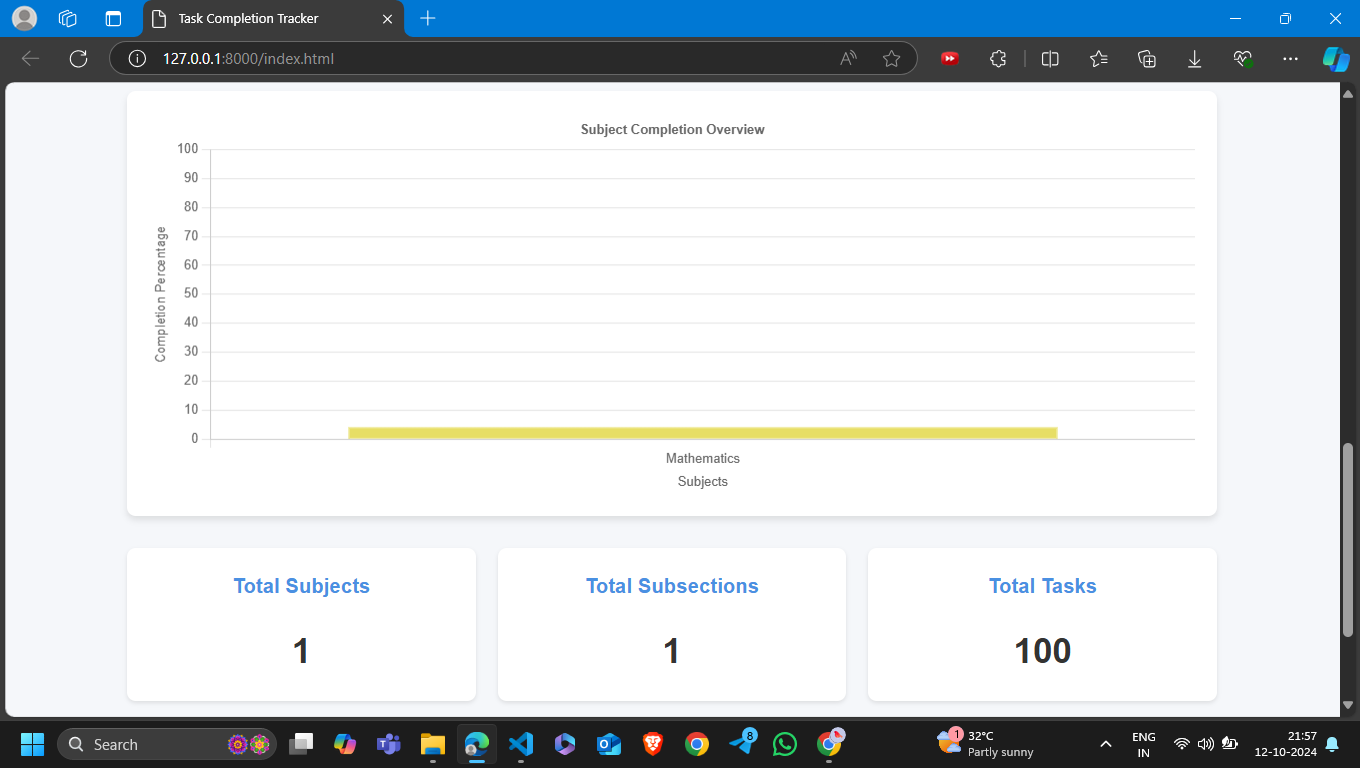 Task Completion Tracker
127.0.0.1:8000/index.html
Subject Completion Overview
100
90
80
70
60
50
40
30
20
10
0
Completion Percentage
Mathematics
Subjects
Total Subjects
1
Total Subsections
1
Total Tasks
100
Search
8
1
32°C
Partly sunny
ENG
IN
21:57
12-10-2024